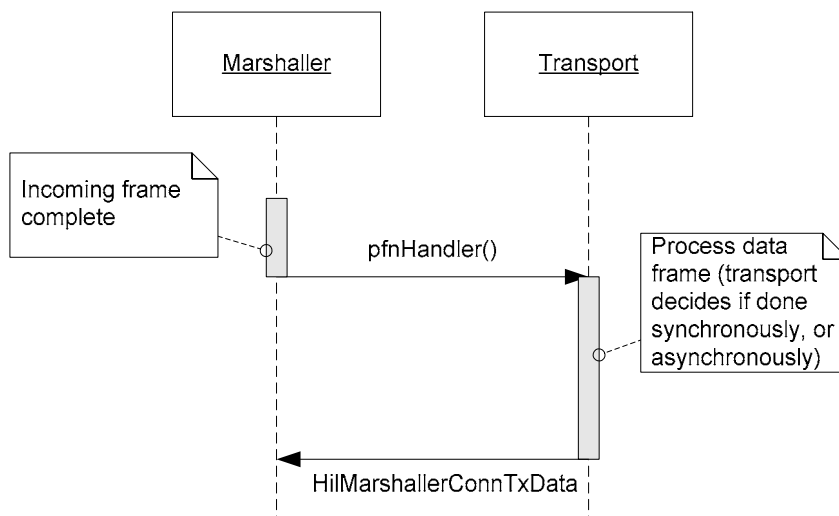 Marshaller
Transport
Incoming frame
complete
pfnHandler()
Process data
frame (transport
decides if done
synchronously, or
asynchronously)
HilMarshallerConnTxData